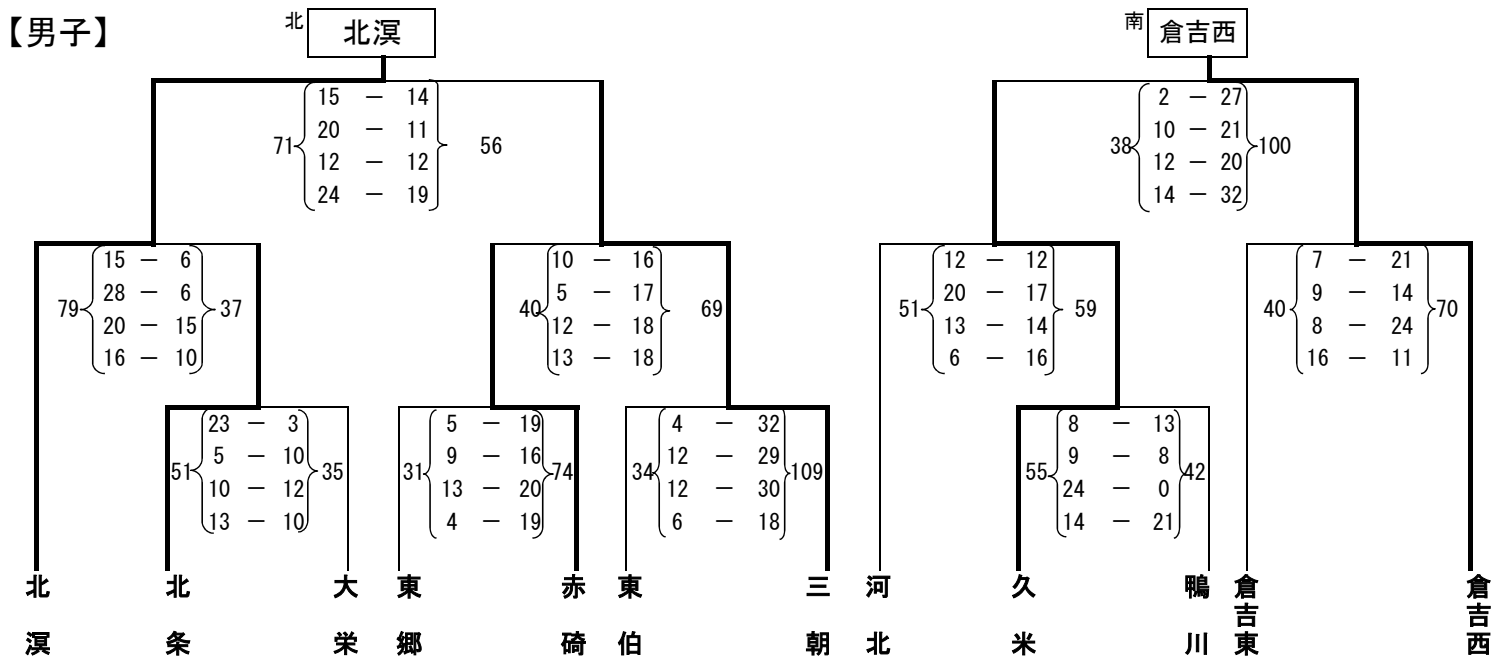 【男子】
北 北溟
南 倉吉西
15 － 14
20 － 11
12 － 12
24 － 19
71 56
2 － 27
10 － 21
12 － 20
14 － 32
38 100
15 － 6
28 － 6
20 － 15
16 － 10
79 37
10 － 16
5 － 17
12 － 18
13 － 18
40 69
12 － 12
20 － 17
13 － 14
6 － 16
51 59
7 － 21
9 － 14
8 － 24
16 － 11
40 70
23 － 3
5 － 10
10 － 12
13 － 10
51 35
5 － 19
9 － 16
13 － 20
4 － 19
31 74
4 － 32
12 － 29
12 － 30
6 － 18
34 109
8 － 13
9 － 8
24 － 0
14 － 21
55 42
北溟
北条
大栄
東郷
赤碕
東伯
三朝
河北
久米
鴨川
倉吉東
倉吉西